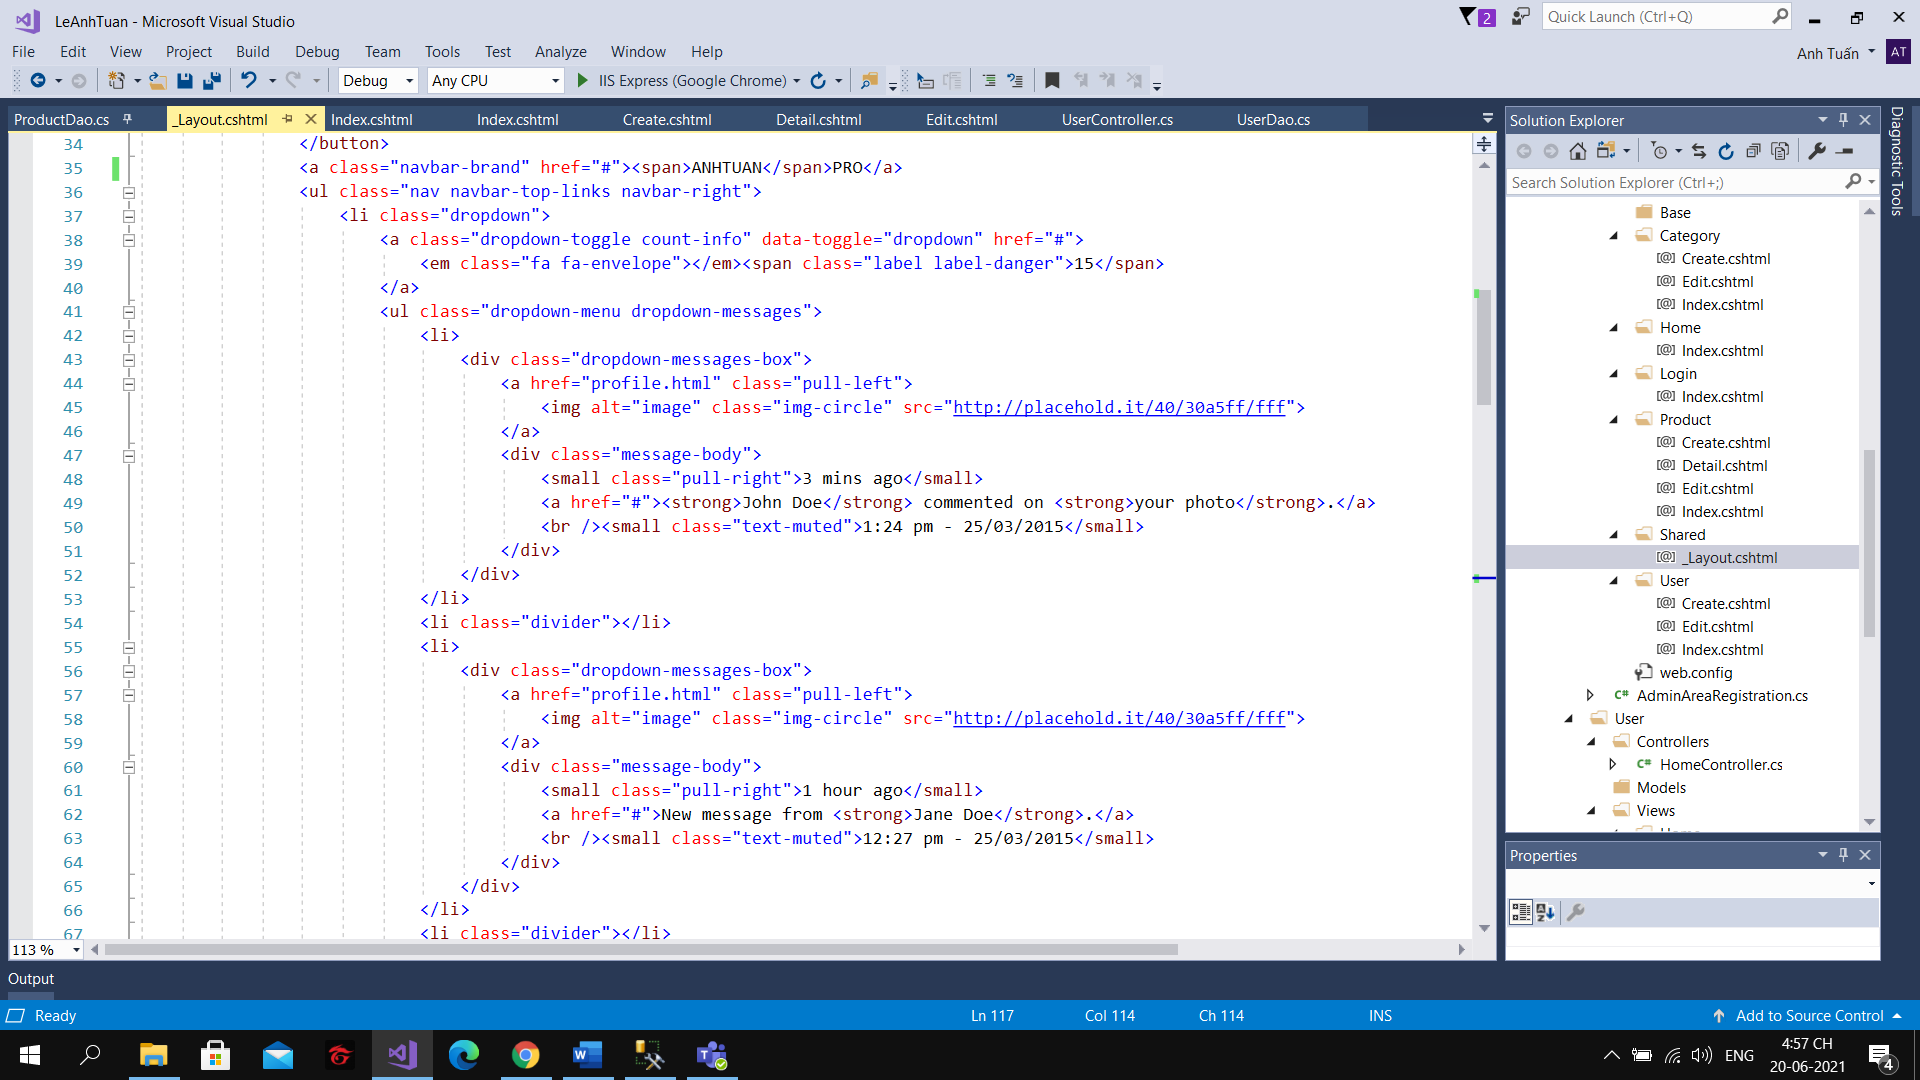 LeAnhTuan - Microsoft Visual Studio
2
Quick Launch (Ctrl+Q)
File Edit View Project Build Debug Team Tools Test Analyze Window Help
Anh Tuấn AT
Debug Any CPU IIS Express (Google Chrome)
ProductDao.cs _Layout.cshtml Index.cshtml Index.cshtml Create.cshtml Detail.cshtml Edit.cshtml UserController.cs UserDao.cs
34 </button>
35 <a class="navbar-brand" href="#"><span>ANHTUAN</span>PRO</a>
36 <ul class="nav navbar-top-links navbar-right">
37 <li class="dropdown">
38 <a class="dropdown-toggle count-info" data-toggle="dropdown" href="#">
39 <em class="fa fa-envelope"></em><span class="label label-danger">15</span>
40 </a>
41 <ul class="dropdown-menu dropdown-messages">
42 <li>
43 <div class="dropdown-messages-box">
44 <a href="profile.html" class="pull-left">
45 <img alt="image" class="img-circle" src="http://placehold.it/40/30a5ff/fff">
46 </a>
47 <div class="message-body">
48 <small class="pull-right">3 mins ago</small>
49 <a href="#"><strong>John Doe</strong> commented on <strong>your photo</strong>.</a>
50 <br /><small class="text-muted">1:24 pm - 25/03/2015</small>
51 </div>
52 </div>
53 </li>
54 <li class="divider"></li>
55 <li>
56 <div class="dropdown-messages-box">
57 <a href="profile.html" class="pull-left">
58 <img alt="image" class="img-circle" src="http://placehold.it/40/30a5ff/fff">
59 </a>
60 <div class="message-body">
61 <small class="pull-right">1 hour ago</small>
62 <a href="#">New message from <strong>Jane Doe</strong>.</a>
63 <br /><small class="text-muted">12:27 pm - 25/03/2015</small>
64 </div>
65 </div>
66 </li>
67 <li class="divider"></li>
113 %
Solution Explorer
Search Solution Explorer (Ctrl+;)
Base
Category
Create.cshtml
Edit.cshtml
Index.cshtml
Home
Index.cshtml
Login
Index.cshtml
Product
Create.cshtml
Detail.cshtml
Edit.cshtml
Index.cshtml
Shared
_Layout.cshtml
User
Create.cshtml
Edit.cshtml
Index.cshtml
web.config
C# AdminAreaRegistration.cs
User
Controllers
C# HomeController.cs
Models
Views
Properties
Diagnostic Tools
Output
Ready Ln 117 Col 114 Ch 114 INS Add to Source Control
ENG
4:57 CH
20-06-2021
4